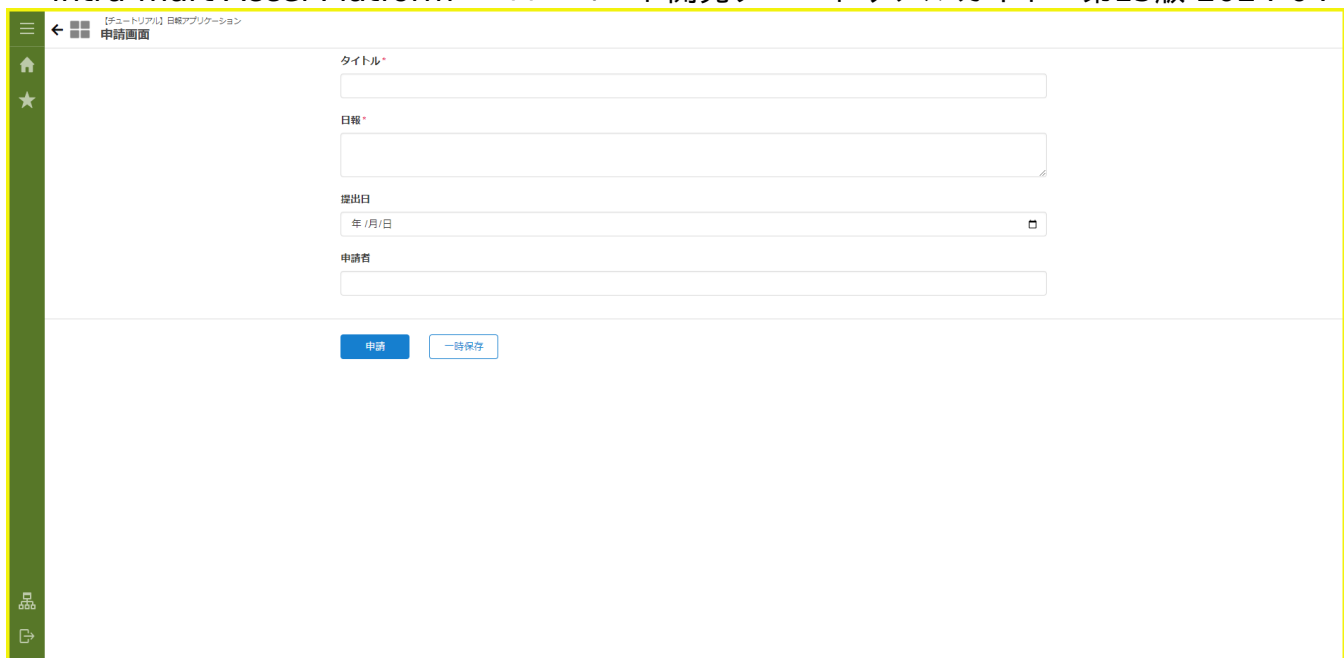 【チュートリアル】日報アプリケーション
申請画面
タイトル*
日報*
提出日
年 /月/日
申請者
申請
一時保存